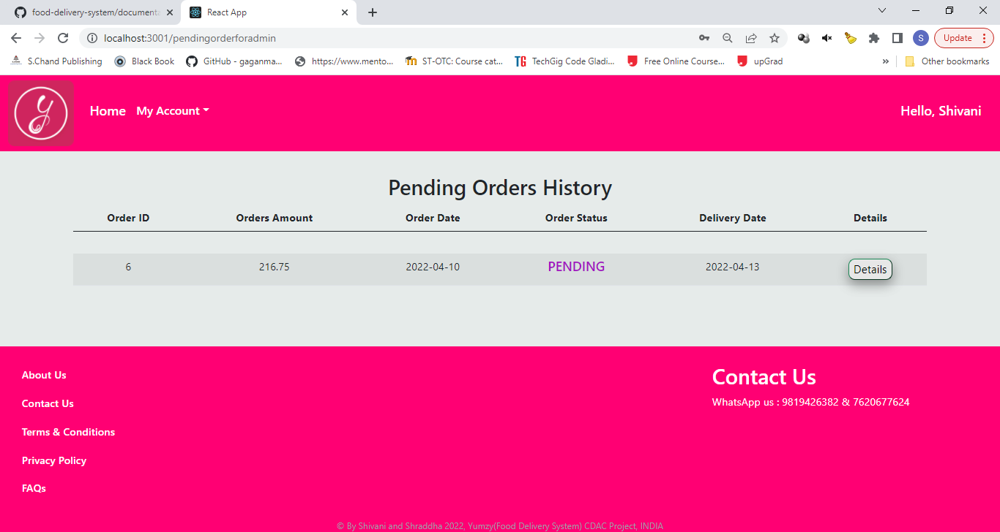 food-delivery-system/documenta
React App
localhost:3001/pendingorderforadmin
S
Update
S.Chand Publishing
Black Book
GitHub - gaganma...
https://www.mento...
ST-OTC: Course cat...
TG TechGig Code Gladi...
Free Online Course...
upGrad
»
Other bookmarks
y
Home
My Account
Hello, Shivani
Pending Orders History
Order ID Orders Amount Order Date Order Status Delivery Date Details
6 216.75 2022-04-10 PENDING 2022-04-13 Details
About Us
Contact Us
Terms & Conditions
Privacy Policy
FAQs
Contact Us
WhatsApp us : 9819426382 & 7620677624
© By Shivani and Shraddha 2022, Yumzy(Food Delivery System) CDAC Project, INDIA